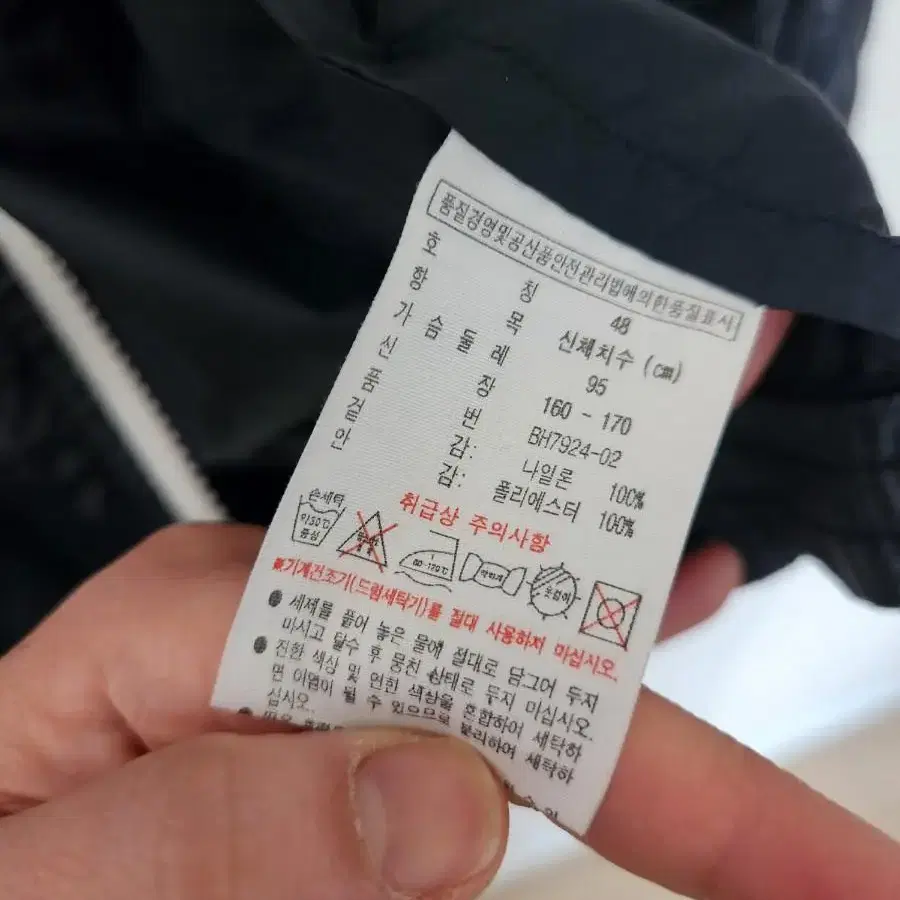 품질경영및공산품안전관리법에의한품질표시
호 칭 48
항 목 신체치수 (cm)
가 슴 둘 레 95
신 장 160 - 170
품 번 BH7924-02
겉 감: 나일론 100%
안 감: 폴리에스터 100%
취급상 주의사항
손세탁
약30℃
중성
80-120℃
약하게
옷걸이
※기계건조기(드럼세탁기)를 절대 사용하지 마십시오.
● 세제를 풀어 놓은 물에 절대로 담그어 두지
마시고 탈수 후 뭉친 상태로 두지 마십시오.
● 진한 색상 및 연한 색상을 혼합하여 세탁하
면 이염이 될 수 있으므로 분리하여 세탁하
십시오.